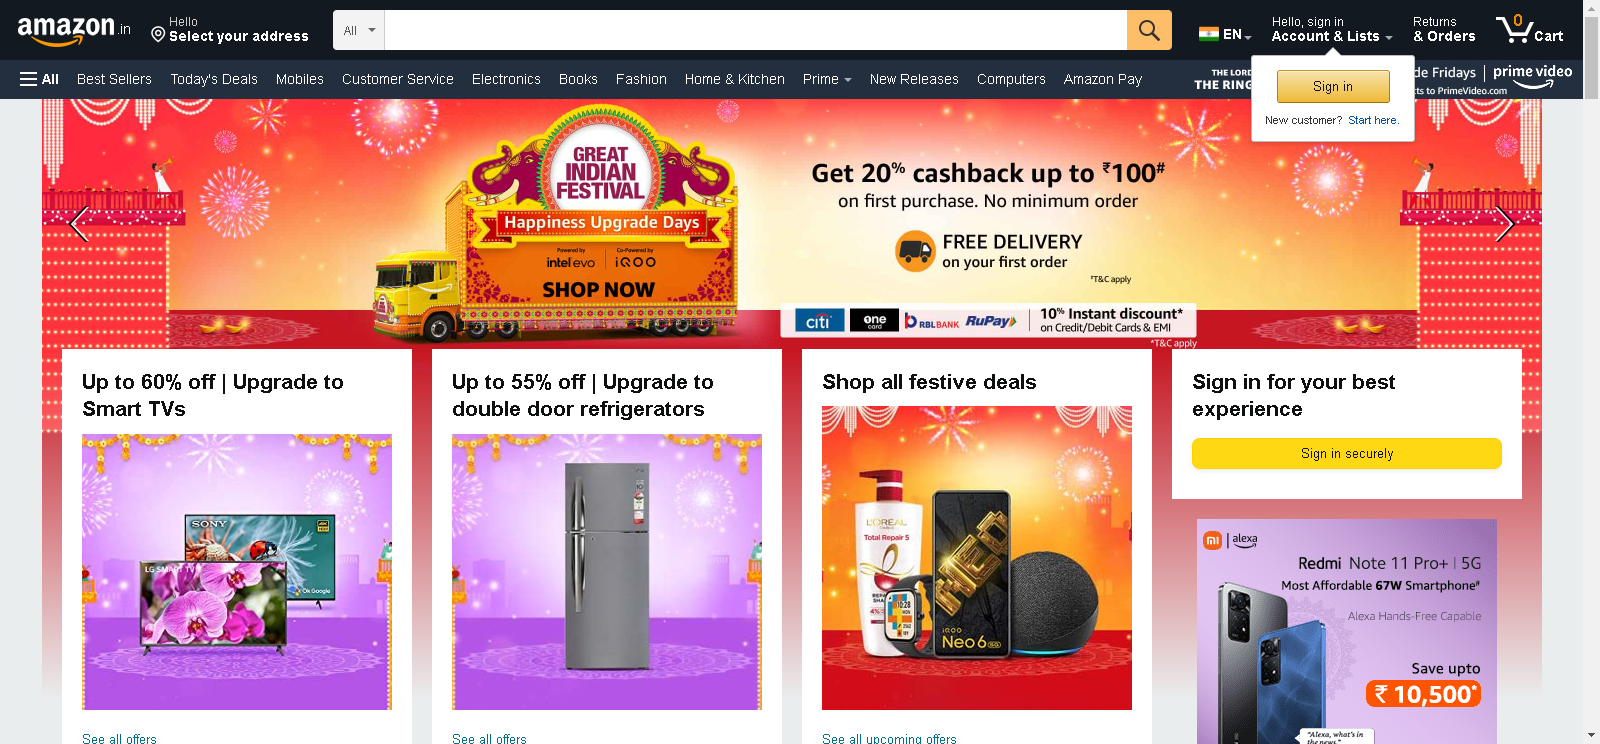 amazon.in
Hello
Select your address
All
EN
Hello, sign in
Account & Lists
Returns
& Orders
0
Cart
All
Best Sellers
Today's Deals
Mobiles
Customer Service
Electronics
Books
Fashion
Home & Kitchen
Prime
New Releases
Computers
Amazon Pay
THE LORD
THE RING
de Fridays
cts to PrimeVideo.com
prime video
Sign in
New customer? Start here.
GREAT
INDIAN
FESTIVAL
Happiness Upgrade Days
Powered by
intel evo
Co-Powered by
iQOO
SHOP NOW
Get 20% cashback up to ₹100#
on first purchase. No minimum order
FREE DELIVERY
on your first order
#T&C apply
citi
one
card
RBLBANK
RuPay
10% Instant discount*
on Credit/Debit Cards & EMI
*T&C apply
Up to 60% off | Upgrade to
Smart TVs
SONY
4K
LG SMART TV
Ok Google
See all offers
Up to 55% off | Upgrade to
double door refrigerators
See all offers
Shop all festive deals
L'ORÉAL
Total Repair 5
10:28
NEO
iQOO
Neo 6
See all upcoming offers
Sign in for your best
experience
Sign in securely
mi | alexa
Redmi Note 11 Pro+ | 5G
Most Affordable 67W Smartphone#
Alexa Hands-Free Capable
Save upto
₹ 10,500*
"Alexa, what's in
the news."